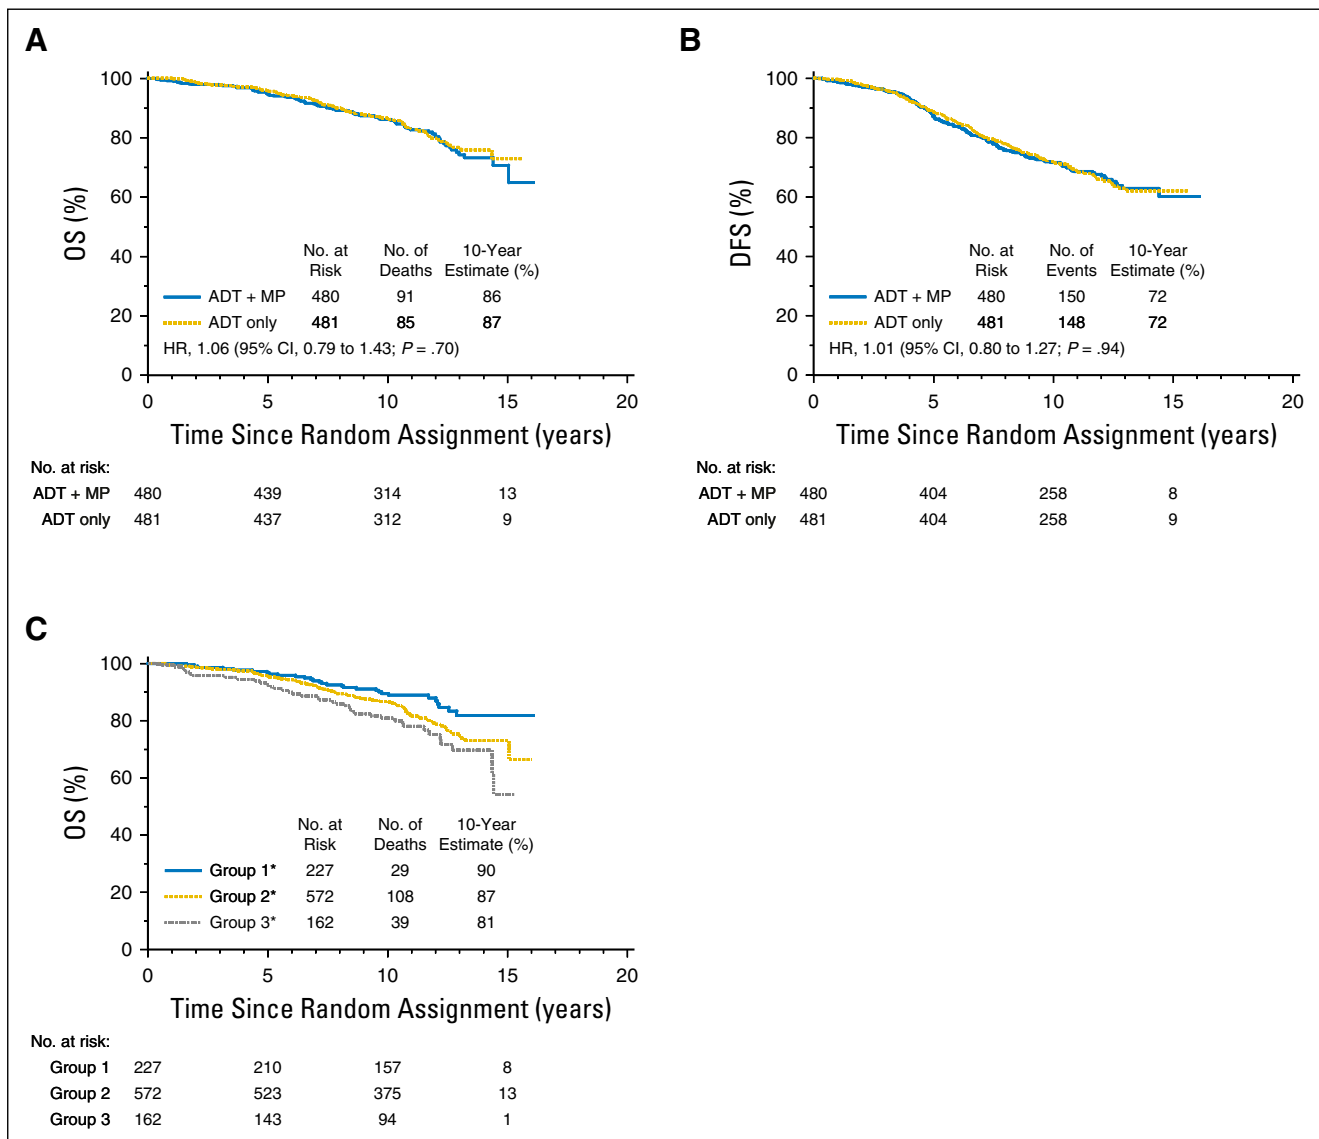 A
100
80
60
40
20
0
OS (%)
No. at Risk No. of Deaths 10-Year Estimate (%)
ADT + MP 480 91 86
ADT only 481 85 87
HR, 1.06 (95% CI, 0.79 to 1.43; P = .70)
0 5 10 15 20
Time Since Random Assignment (years)
No. at risk:
ADT + MP 480 439 314 13
ADT only 481 437 312 9
B
100
80
60
40
20
0
DFS (%)
No. at Risk No. of Events 10-Year Estimate (%)
ADT + MP 480 150 72
ADT only 481 148 72
HR, 1.01 (95% CI, 0.80 to 1.27; P = .94)
0 5 10 15 20
Time Since Random Assignment (years)
No. at risk:
ADT + MP 480 404 258 8
ADT only 481 404 258 9
C
100
80
60
40
20
0
OS (%)
No. at Risk No. of Deaths 10-Year Estimate (%)
Group 1* 227 29 90
Group 2* 572 108 87
Group 3* 162 39 81
0 5 10 15 20
Time Since Random Assignment (years)
No. at risk:
Group 1 227 210 157 8
Group 2 572 523 375 13
Group 3 162 143 94 1